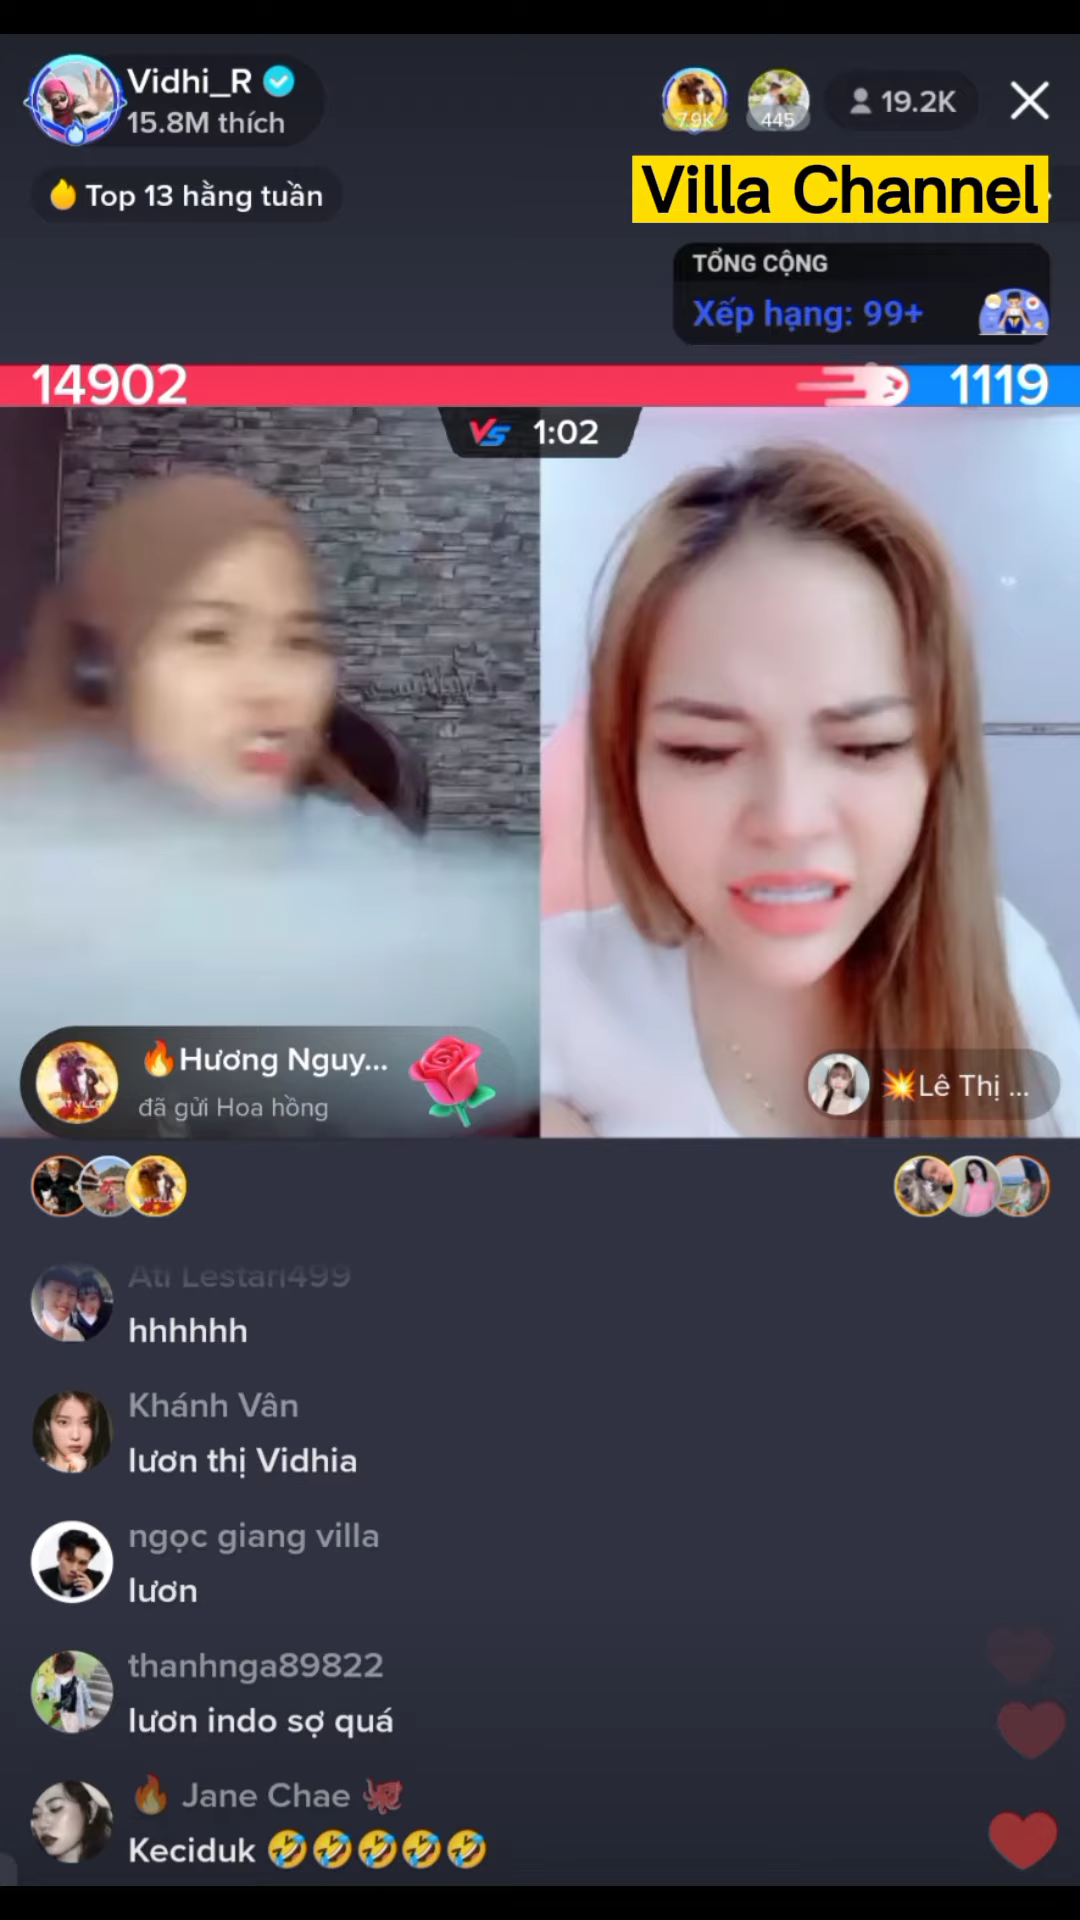 Vidhi_R
15.8M thích
7.9K
445
19.2K
Top 13 hằng tuần
Villa Channel
TỔNG CỘNG
Xếp hạng: 99+
14902
1119
VS 1:02
🔥Hương Nguy...
đã gửi Hoa hồng
💥Lê Thị ...
Ati Lestari499
hhhhhh
Khánh Vân
lươn thị Vidhia
ngọc giang villa
lươn
thanhnga89822
lươn indo sợ quá
🔥 Jane Chae 🐙
Keciduk 🤣🤣🤣🤣🤣